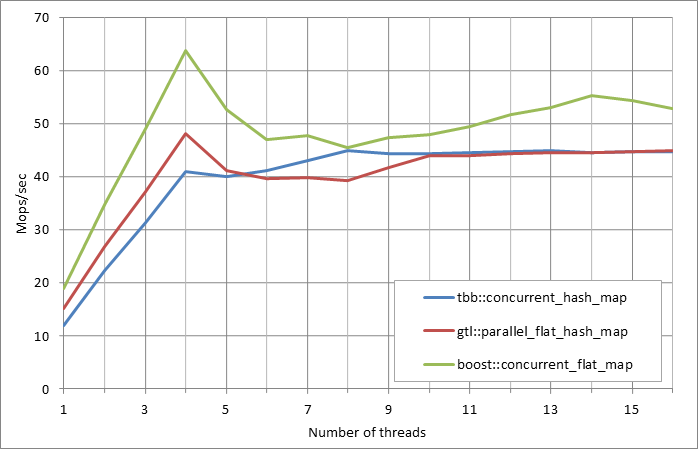 70
60
50
40
30
20
10
0
Mops/sec
tbb::concurrent_hash_map
gtl::parallel_flat_hash_map
boost::concurrent_flat_map
1 3 5 7 9 11 13 15
Number of threads